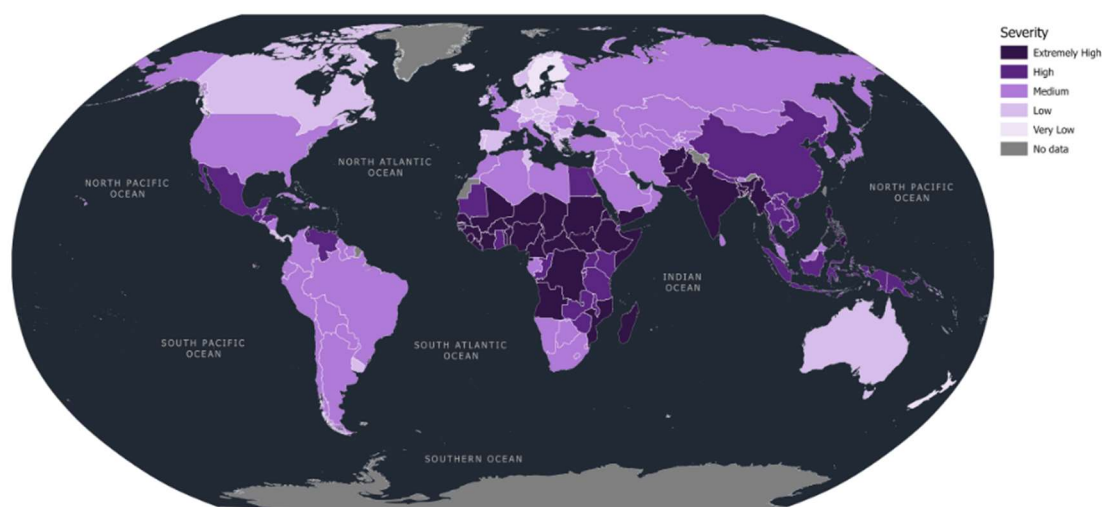 Severity
Extremely High
High
Medium
Low
Very Low
No data
NORTH ATLANTIC
OCEAN
NORTH PACIFIC
OCEAN
NORTH PACIFIC
OCEAN
INDIAN
OCEAN
SOUTH PACIFIC
OCEAN
SOUTH ATLANTIC
OCEAN
SOUTHERN OCEAN